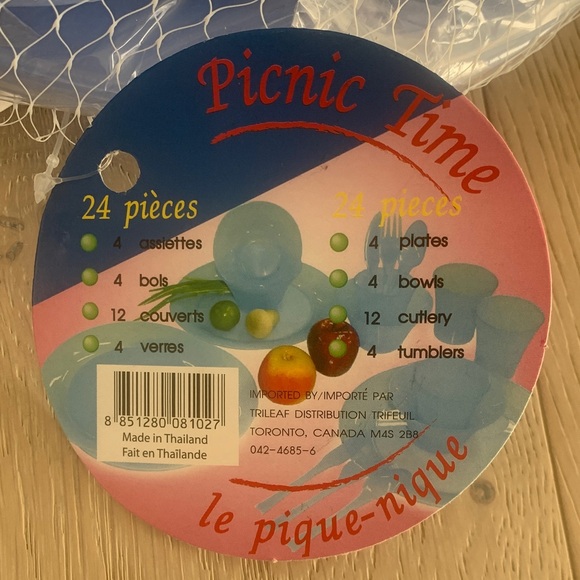 Picnic Time
24 pièces
4 assiettes
4 bols
12 couverts
4 verres
24 pieces
4 plates
4 bowls
12 cutlery
4 tumblers
8 851280 081027
Made in Thailand
Fait en Thaïlande
IMPORTED BY/IMPORTÉ PAR
TRILEAF DISTRIBUTION TRIFEUIL
TORONTO, CANADA M4S 2B8
042-4685-6
le pique-nique